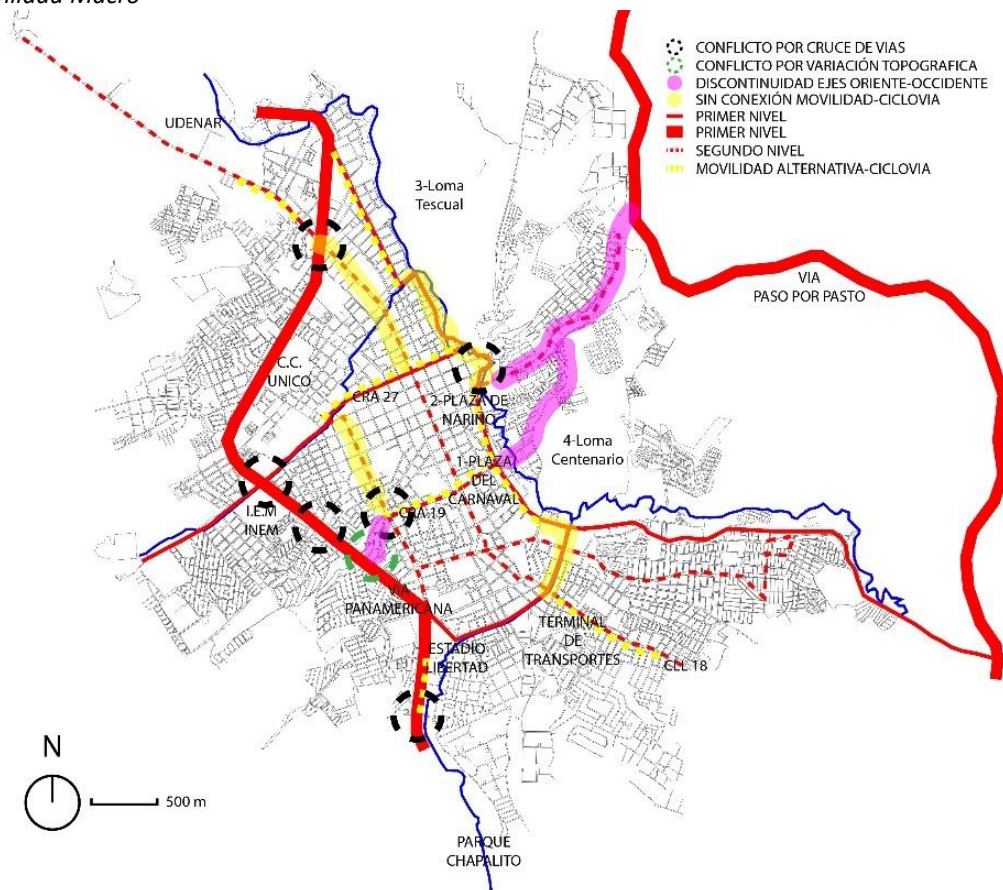 CONFLICTO POR CRUCE DE VIAS
CONFLICTO POR VARIACIÓN TOPOGRAFICA
DISCONTINUIDAD EJES ORIENTE-OCCIDENTE
SIN CONEXIÓN MOVILIDAD-CICLOVIA
PRIMER NIVEL
PRIMER NIVEL
SEGUNDO NIVEL
MOVILIDAD ALTERNATIVA-CICLOVIA
UDENAR
3-Loma
Tescual
VIA
PASO POR PASTO
C.C.
UNICO
CRA 27
2-PLAZA DE
NARIÑO
4-Loma
Centenario
1-PLAZA
DEL
CARNAVAL
I.E.M
INEM
CRA 19
VIA
PANAMERICANA
TERMINAL
DE
TRANSPORTES
ESTADIO
LIBERTAD
CLL 18
N
500 m
PARQUE
CHAPALITO